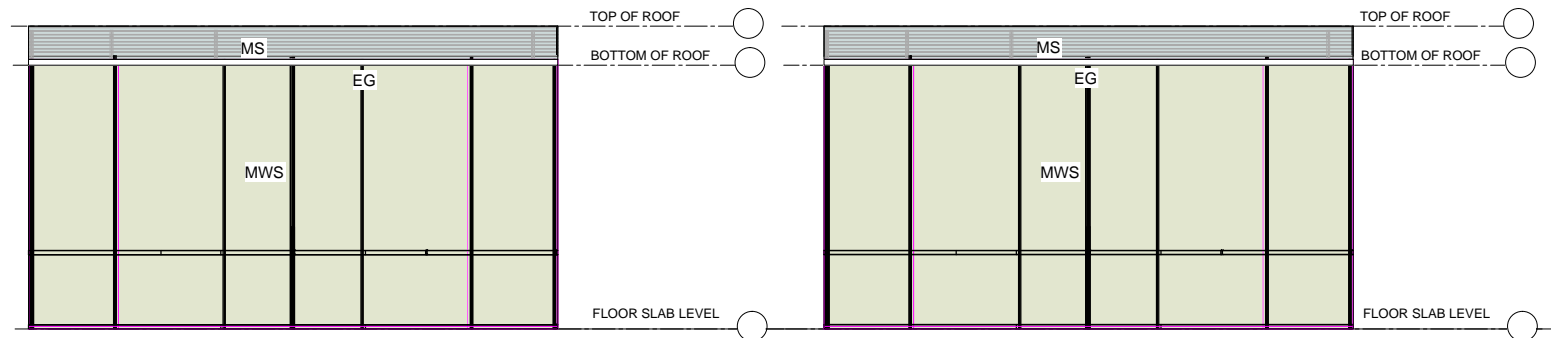 TOP OF ROOF
MS
BOTTOM OF ROOF
EG
MWS
FLOOR SLAB LEVEL
TOP OF ROOF
MS
BOTTOM OF ROOF
EG
MWS
FLOOR SLAB LEVEL